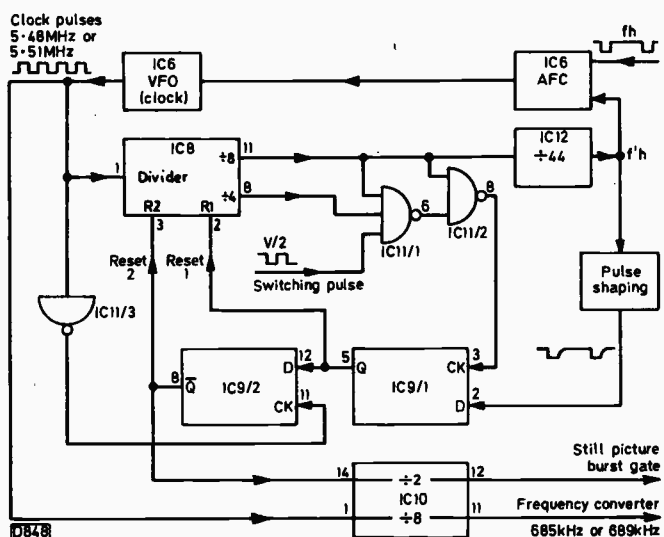 Clock pulses
5·48MHz or
5·51MHz
IC6
VFO
(clock)
IC6
AFC
fh
IC8
÷8
11
1
Divider
÷4
8
R2
R1
3
2
IC12
÷44
f'h
6
8
IC11/1
IC11/2
V/2
Switching pulse
Reset
2
Reset
1
IC11/3
Pulse
shaping
8
Q
IC9/2
D
12
CK
11
5
Q
IC9/1
CK
3
D
2
14
÷2
12
IC10
1
÷8
11
Still picture
burst gate
Frequency converter
685kHz or 689kHz
D848